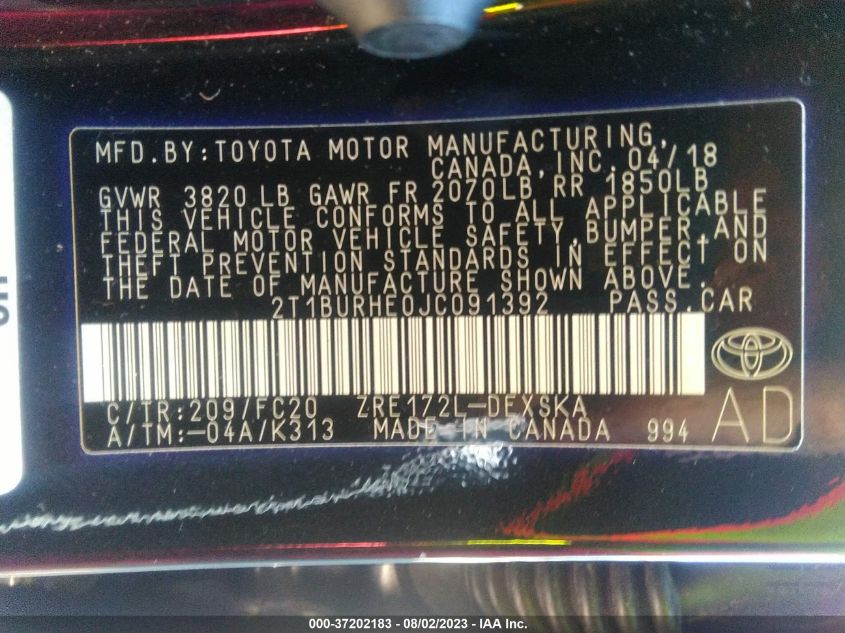 MFD.BY:TOYOTA MOTOR MANUFACTURING,
CANADA,INC.04/18
GVWR 3820 LB GAWR FR 2070LB,RR 1850LB
THIS VEHICLE CONFORMS TO ALL APPLICABLE
FEDERAL MOTOR VEHICLE SAFETY,BUMPER,AND
THEFT PREVENTION STANDARDS IN EFFECT ON
THE DATE OF MANUFACTURE SHOWN ABOVE.
2T1BURHE0JC091392 PASS.CAR
C/TR:209/FC20 ZRE172L-DEXSKA
A/TM:-04A/K313 MADE IN CANADA 994
AD
000-37202183 - 08/02/2023 - IAA Inc.